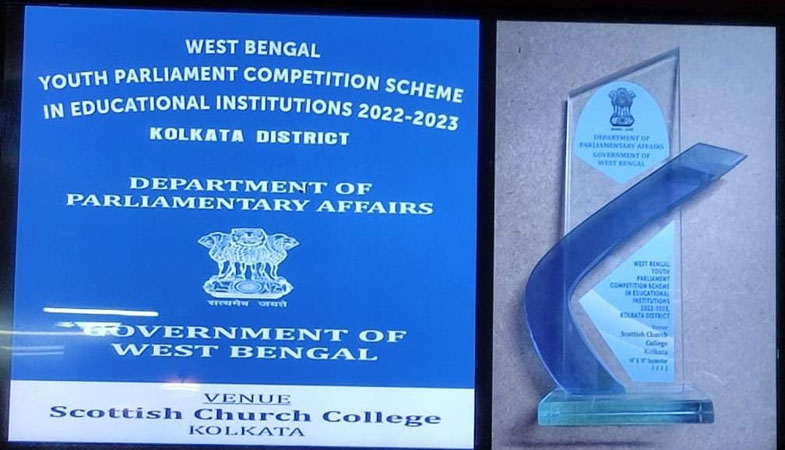 WEST BENGAL
YOUTH PARLIAMENT COMPETITION SCHEME
IN EDUCATIONAL INSTITUTIONS 2022-2023
KOLKATA DISTRICT
DEPARTMENT OF
PARLIAMENTARY AFFAIRS
सत्यमेव जयते
GOVERNMENT OF
WEST BENGAL
VENUE
Scottish Church College
KOLKATA
DEPARTMENT OF
PARLIAMENTARY AFFAIRS
GOVERNMENT OF
WEST BENGAL
WEST BENGAL
YOUTH
PARLIAMENT
COMPETITION SCHEME
IN EDUCATIONAL
INSTITUTIONS
2022-2023,
KOLKATA DISTRICT
Venue
Scottish Church
College
Kolkata
2022